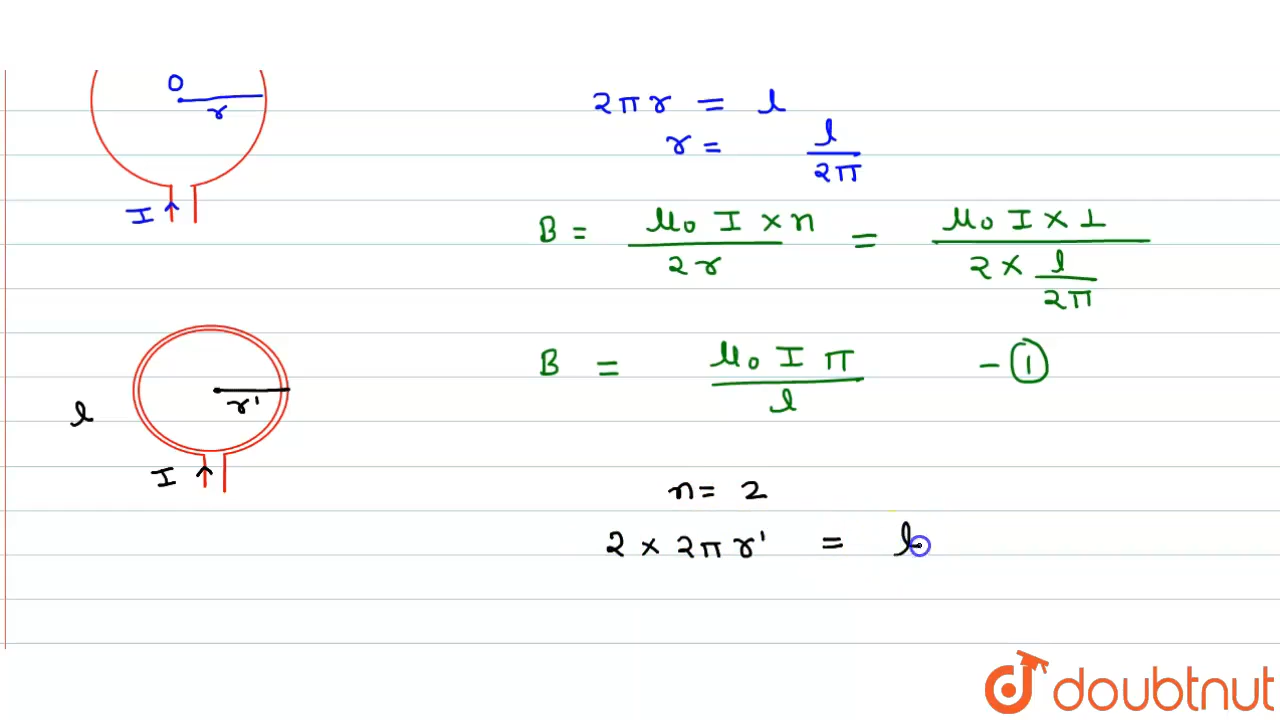 O
r
I
2πr = l
r = l/2π
B = μ₀ I × n / 2r = μ₀ I × 1 / 2 × l/2π
B = μ₀ I π / l - ①
r'
l
I
n = 2
2 × 2πr' = l
doubtnut